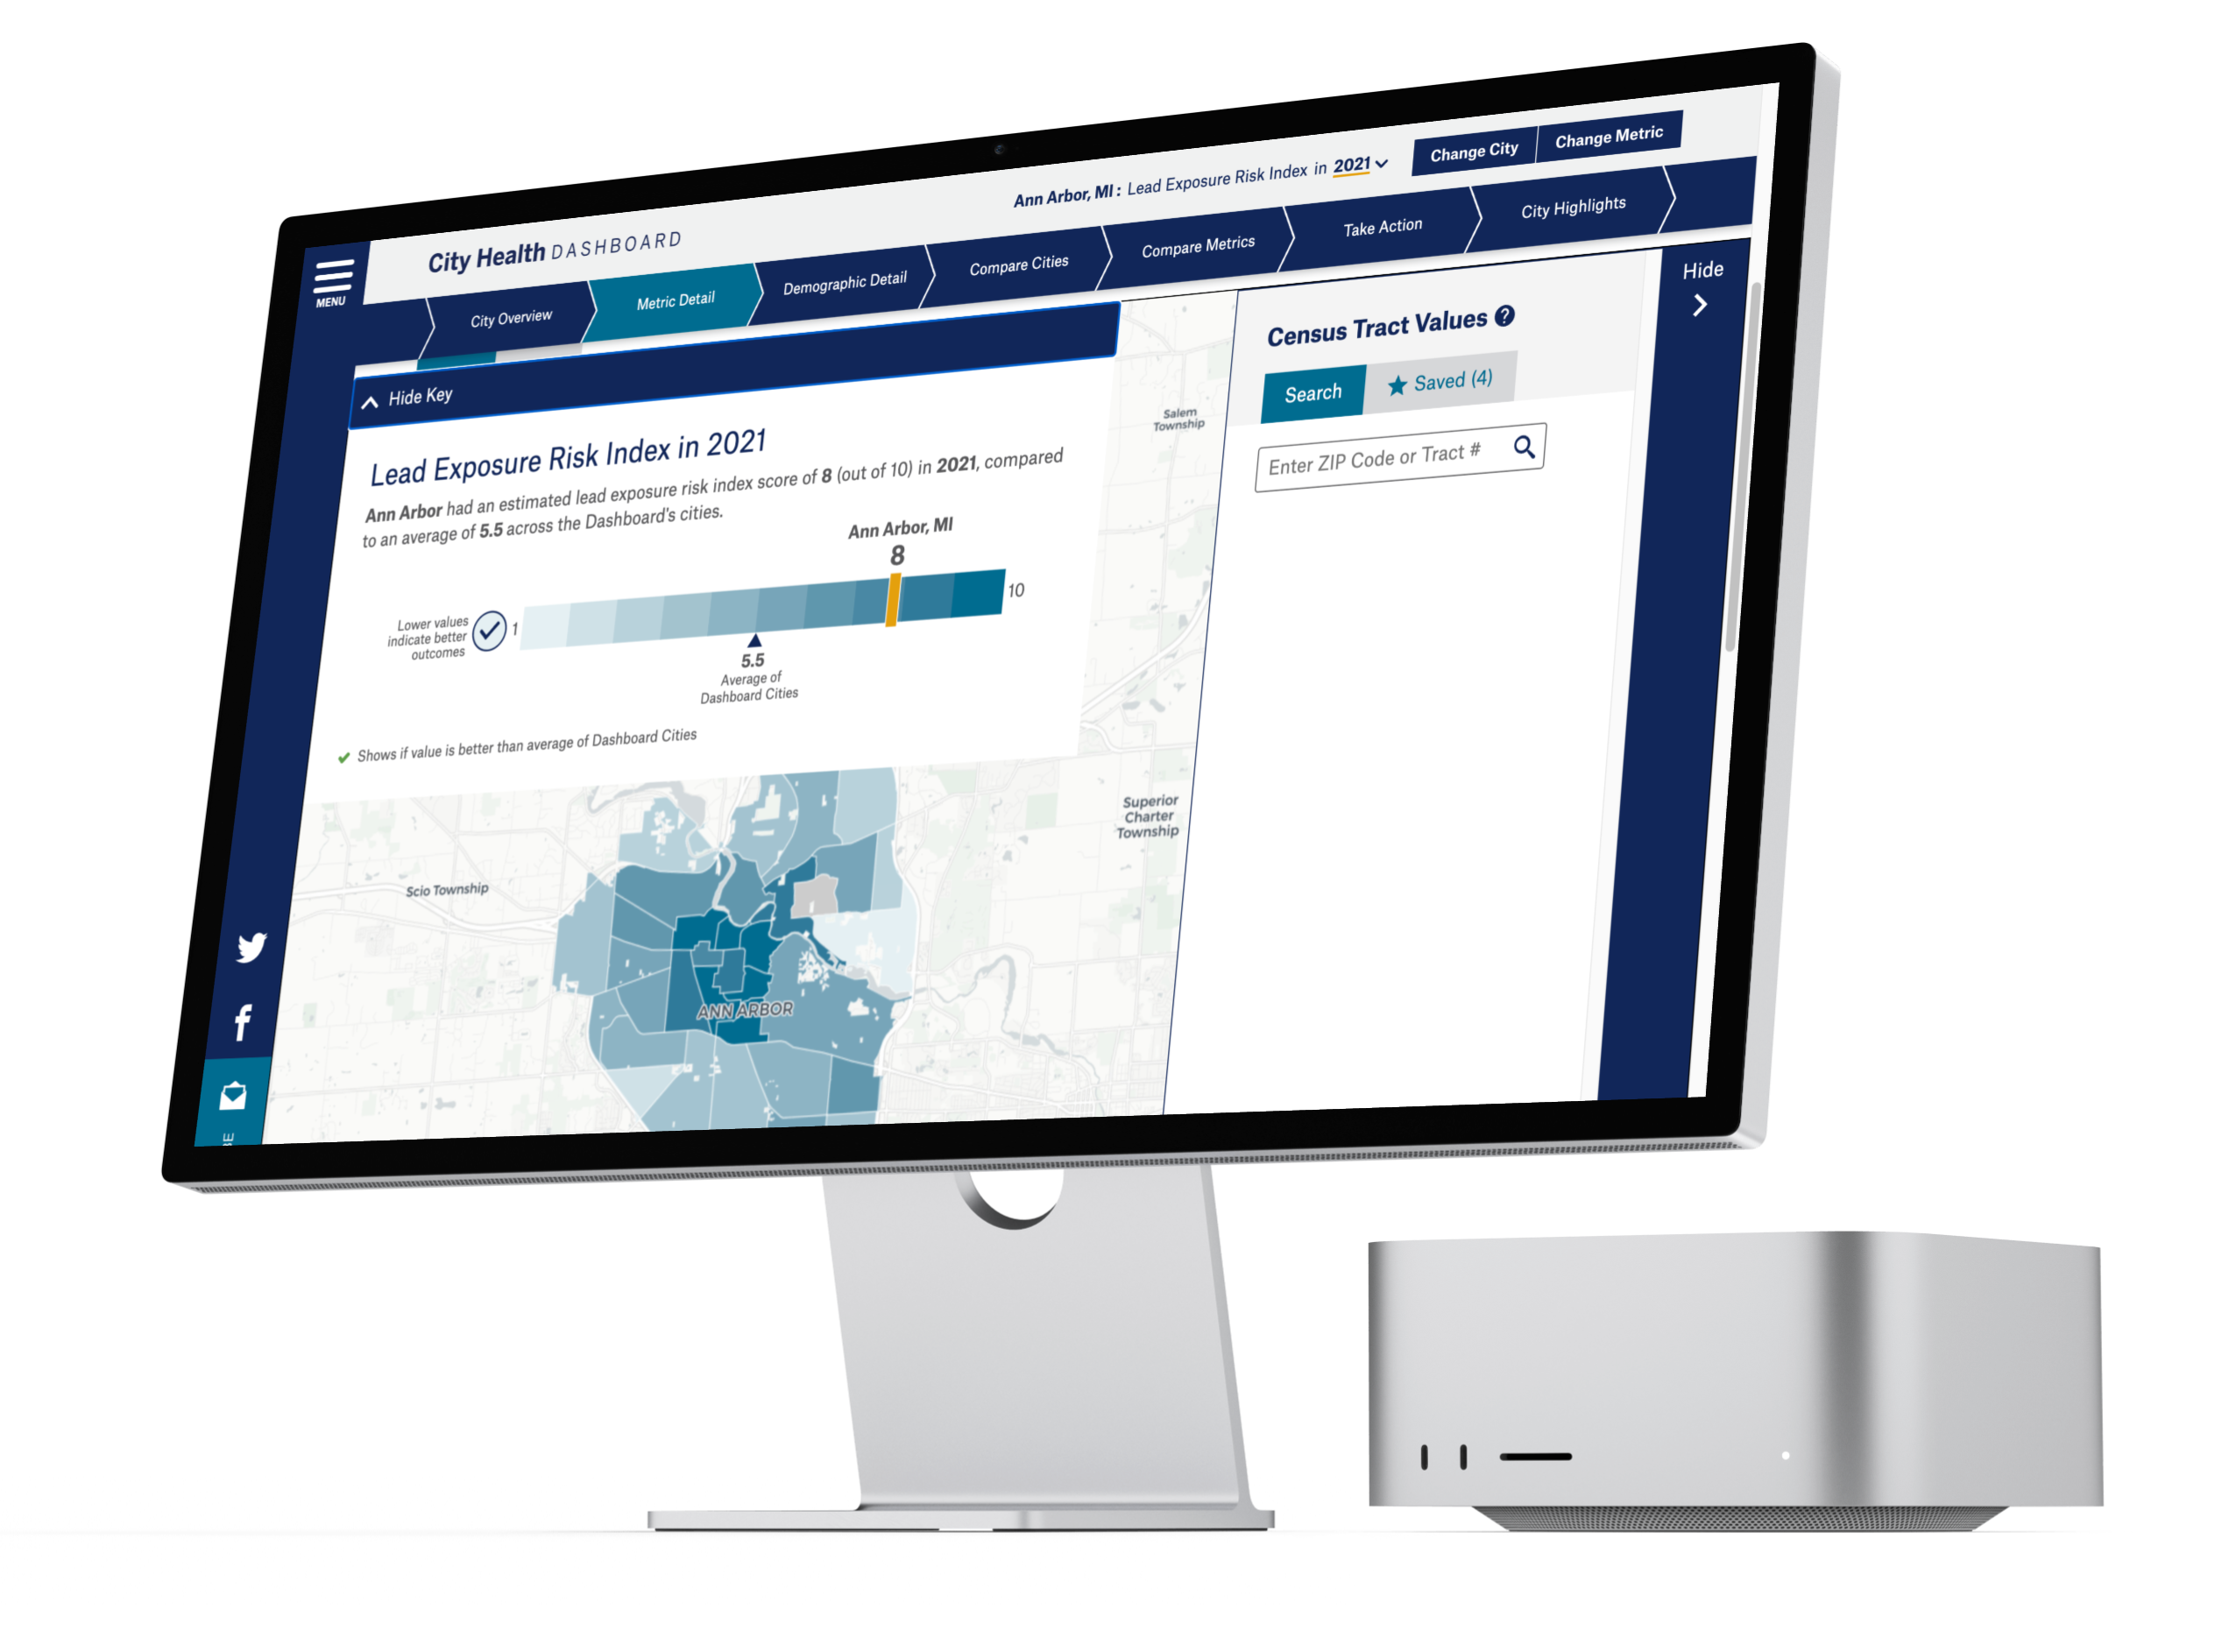 MENU
City Health DASHBOARD
Ann Arbor, MI: Lead Exposure Risk Index in 2021
Change City
Change Metric
City Overview
Metric Detail
Demographic Detail
Compare Cities
Compare Metrics
Take Action
City Highlights
Hide Key
Lead Exposure Risk Index in 2021
Ann Arbor had an estimated lead exposure risk index score of 8 (out of 10) in 2021, compared
to an average of 5.5 across the Dashboard's cities.
Ann Arbor, MI
8
Lower values
indicate better
outcomes
1
10
5.5
Average of
Dashboard Cities
Shows if value is better than average of Dashboard Cities
Salem
Township
Superior
Charter
Township
Scio Township
ANN ARBOR
Census Tract Values ?
Search
Saved (4)
Enter ZIP Code or Tract #
Hide
BE